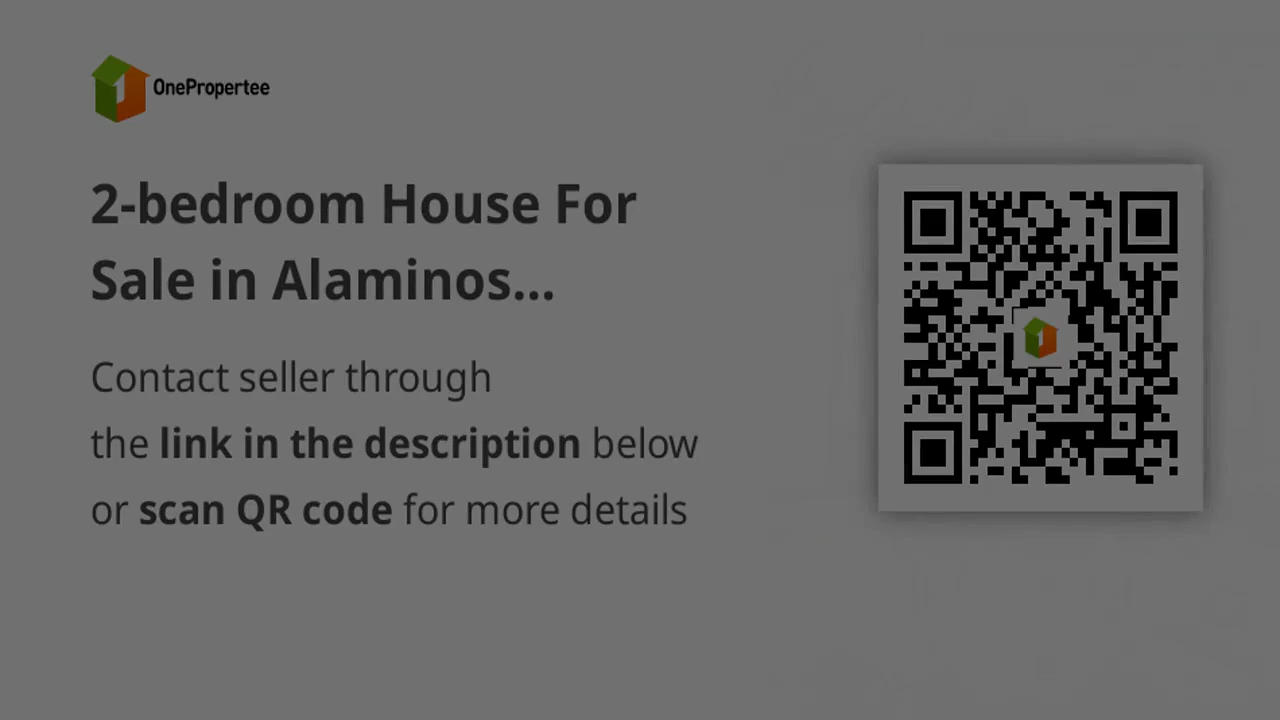 OnePropertee
2-bedroom House For
Sale in Alaminos...
Contact seller through
the link in the description below
or scan QR code for more details